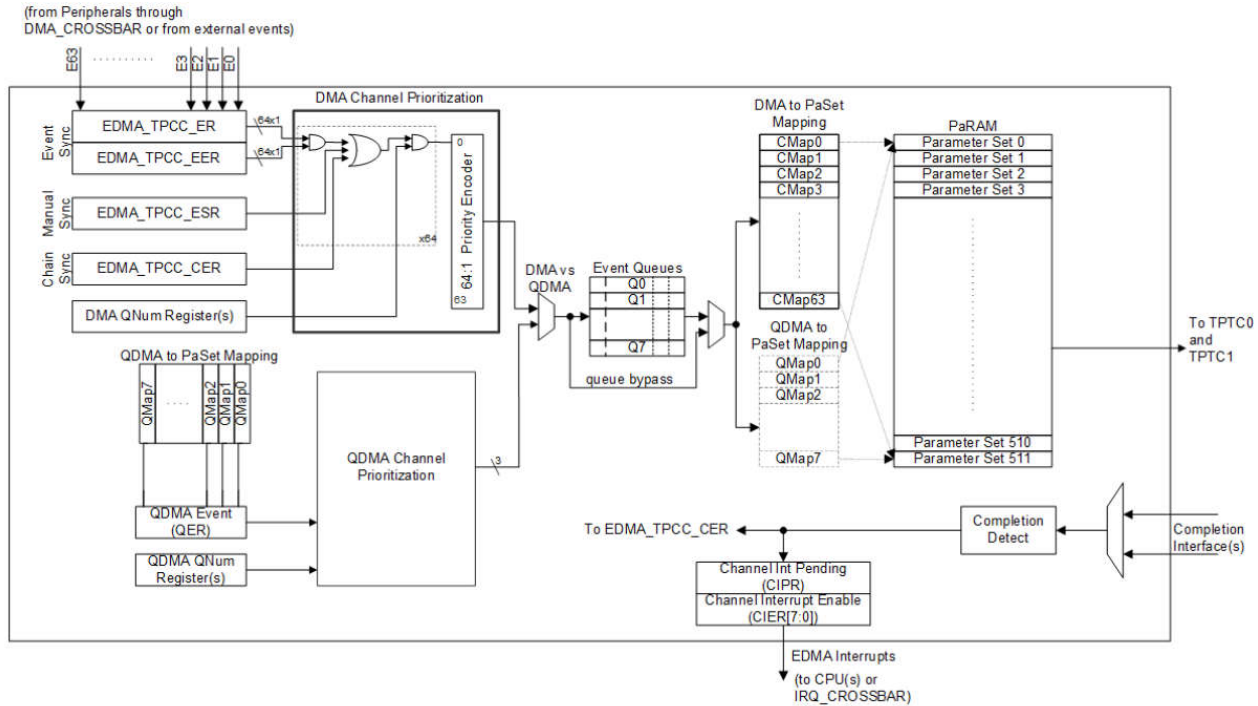 (from Peripherals through
DMA_CROSSBAR or from external events)
E63
E3
E2
E1
E0
Event
Sync
EDMA_TPCC_ER
64x1
EDMA_TPCC_EER
64x1
Manual
Sync
EDMA_TPCC_ESR
Chain
Sync
EDMA_TPCC_CER
DMA QNum Register(s)
DMA Channel Prioritization
x64
0
64:1 Priority Encoder
63
QDMA to PaSet Mapping
QMap7
QMap2
QMap1
QMap0
QDMA Event
(QER)
QDMA QNum
Register(s)
QDMA Channel
Prioritization
3
DMA vs
QDMA
Event Queues
Q0
Q1
Q7
queue bypass
DMA to PaSet
Mapping
CMap0
CMap1
CMap2
CMap3
CMap63
QDMA to
PaSet Mapping
QMap0
QMap1
QMap2
QMap7
PaRAM
Parameter Set 0
Parameter Set 1
Parameter Set 2
Parameter Set 3
Parameter Set 510
Parameter Set 511
To TPTC0
and
TPTC1
To EDMA_TPCC_CER
Completion
Detect
Completion
Interface(s)
Channel Int Pending
(CIPR)
Channel Interrupt Enable
(CIER[7:0])
EDMA Interrupts
(to CPU(s) or
IRQ_CROSSBAR)